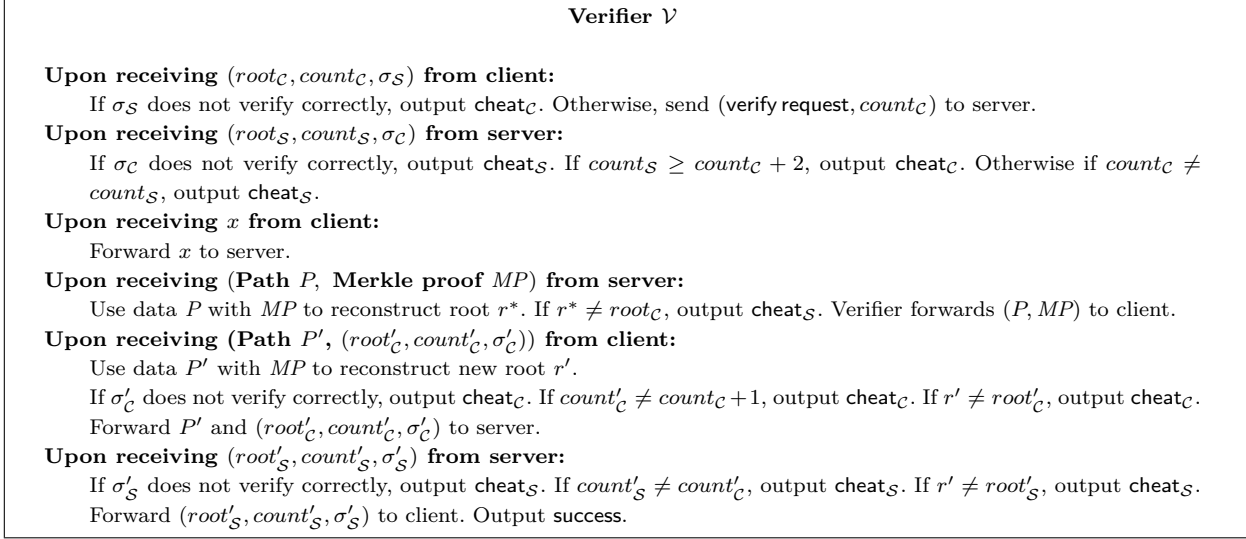 Verifier 𝒱
Upon receiving (root_𝒞, count_𝒞, σ_𝒮) from client:
If σ_𝒮 does not verify correctly, output cheat_𝒞. Otherwise, send (verify request, count_𝒞) to server.
Upon receiving (root_𝒮, count_𝒮, σ_𝒞) from server:
If σ_𝒞 does not verify correctly, output cheat_𝒮. If count_𝒮 ≥ count_𝒞 + 2, output cheat_𝒞. Otherwise if count_𝒞 ≠
count_𝒮, output cheat_𝒮.
Upon receiving x from client:
Forward x to server.
Upon receiving (Path P, Merkle proof MP) from server:
Use data P with MP to reconstruct root r*. If r* ≠ root_𝒞, output cheat_𝒮. Verifier forwards (P, MP) to client.
Upon receiving (Path P′, (root′_𝒞, count′_𝒞, σ′_𝒞)) from client:
Use data P′ with MP to reconstruct new root r′.
If σ′_𝒞 does not verify correctly, output cheat_𝒞. If count′_𝒞 ≠ count_𝒞+1, output cheat_𝒞. If r′ ≠ root′_𝒞, output cheat_𝒞.
Forward P′ and (root′_𝒞, count′_𝒞, σ′_𝒞) to server.
Upon receiving (root′_𝒮, count′_𝒮, σ′_𝒮) from server:
If σ′_𝒮 does not verify correctly, output cheat_𝒮. If count′_𝒮 ≠ count′_𝒞, output cheat_𝒮. If r′ ≠ root′_𝒮, output cheat_𝒮.
Forward (root′_𝒮, count′_𝒮, σ′_𝒮) to client. Output success.